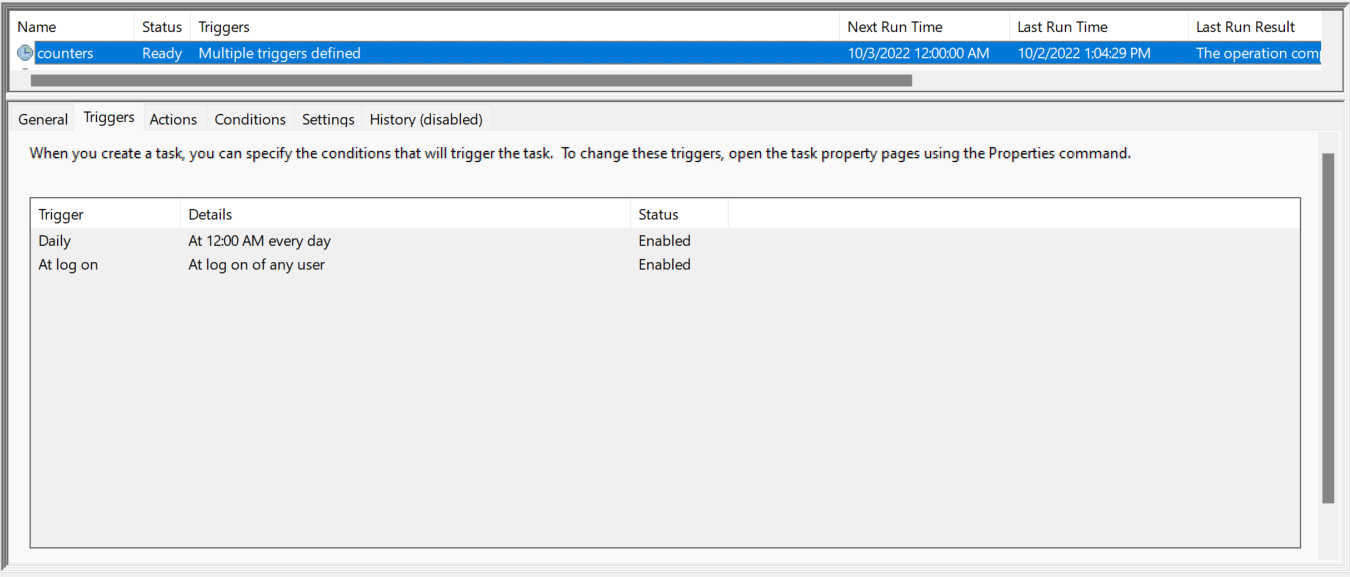 Name Status Triggers Next Run Time Last Run Time Last Run Result
counters Ready Multiple triggers defined 10/3/2022 12:00:00 AM 10/2/2022 1:04:29 PM The operation
General Triggers Actions Conditions Settings History (disabled)
When you create a task, you can specify the conditions that will trigger the task.  To change these triggers, open the task property pages using the Properties command.
Trigger Details Status
Daily At 12:00 AM every day Enabled
At log on At log on of any user Enabled